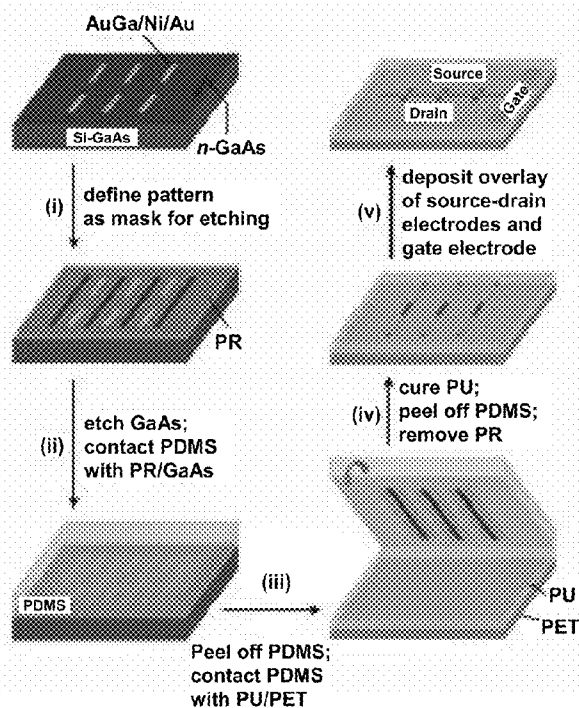 AuGa/Ni/Au
Si-GaAs
n-GaAs
(i)
define pattern
as mask for etching
PR
(ii)
etch GaAs;
contact PDMS
with PR/GaAs
PDMS
(iii)
Peel off PDMS;
contact PDMS
with PU/PET
PU
PET
(iv)
cure PU;
peel off PDMS;
remove PR
(v)
deposit overlay
of source-drain
electrodes and
gate electrode
Source
Drain
Gate